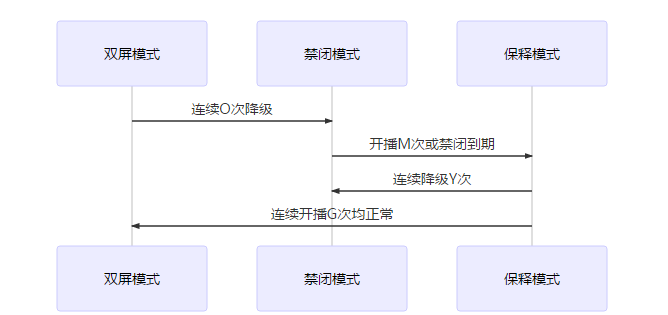 双屏模式
禁闭模式
保释模式
连续O次降级
开播M次或禁闭到期
连续降级Y次
连续开播G次均正常
双屏模式
禁闭模式
保释模式